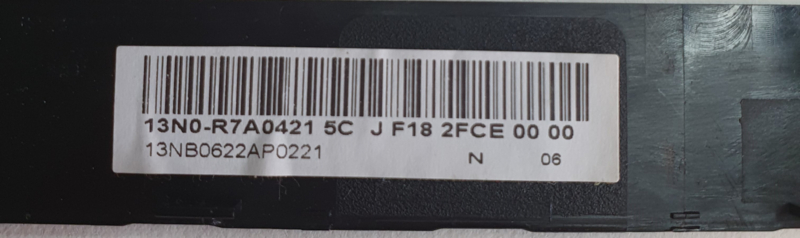 13N0-R7A0421 5C J F18 2FCE 00 00
13NB0622AP0221 N 06